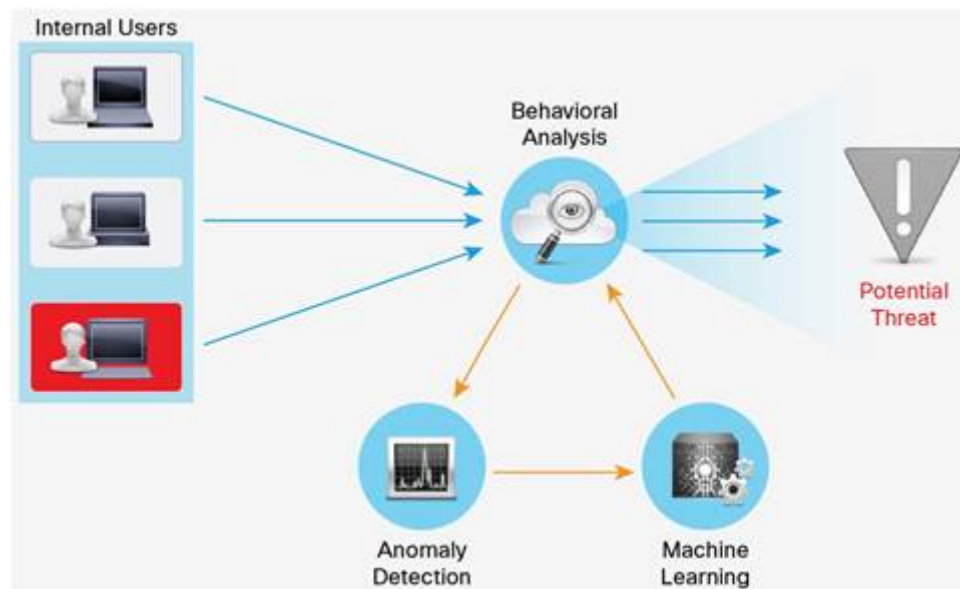 Internal Users
Behavioral
Analysis
Potential
Threat
Anomaly
Detection
Machine
Learning